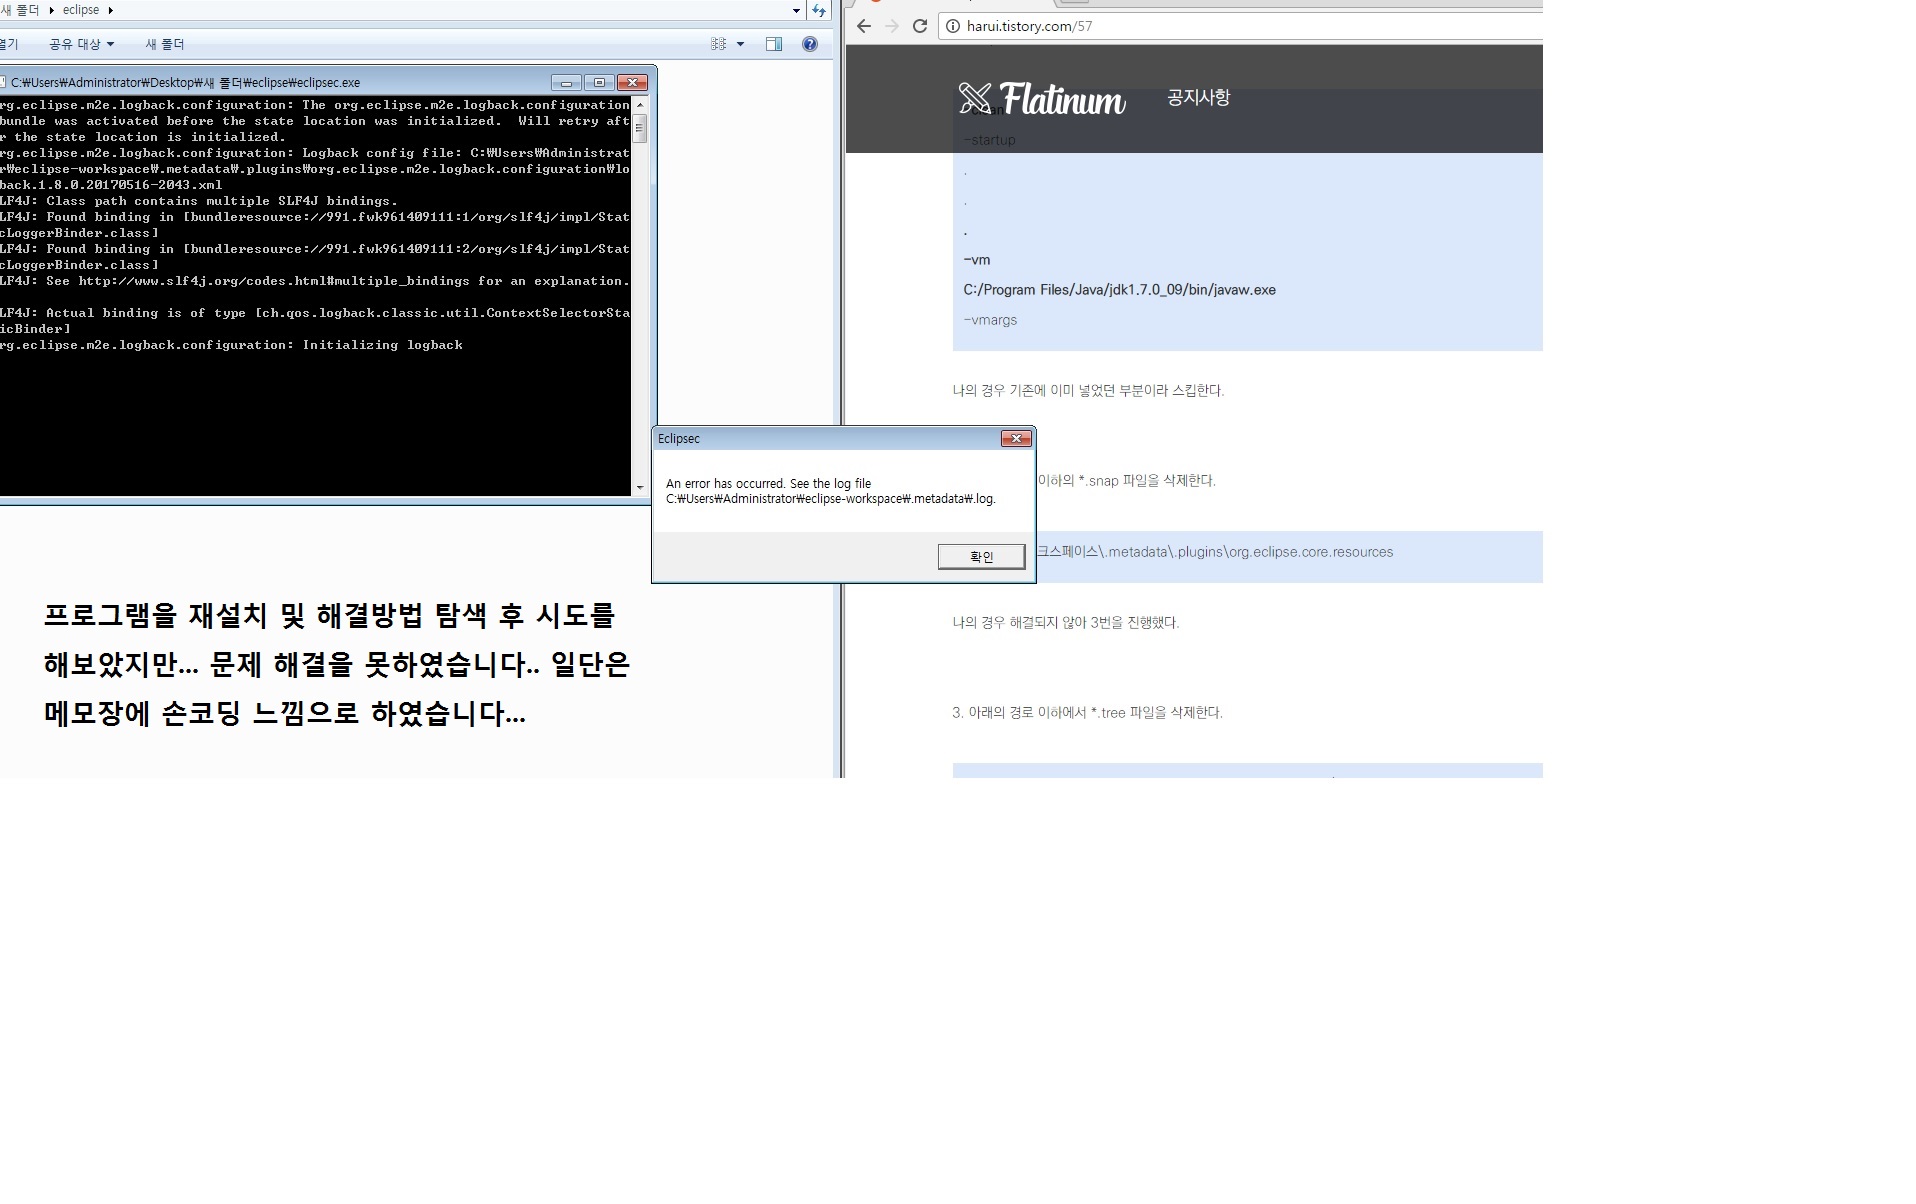 새 폴더 ▸ eclipse ▸
공유 대상 ▼ 새 폴더
C:₩Users₩Administrator₩Desktop₩새 폴더₩eclipse₩eclipsec.exe
rg.eclipse.m2e.logback.configuration: The org.eclipse.m2e.logback.configuration
bundle was activated before the state location was initialized.  Will retry aft
r the state location is initialized.
rg.eclipse.m2e.logback.configuration: Logback config file: C:₩Users₩Administrat
r₩eclipse-workspace₩.metadata₩.plugins₩org.eclipse.m2e.logback.configuration₩lo
back.1.8.0.20170516-2043.xml
LF4J: Class path contains multiple SLF4J bindings.
LF4J: Found binding in [bundleresource://991.fwk961409111:1/org/slf4j/impl/Stat
cLoggerBinder.class]
LF4J: Found binding in [bundleresource://991.fwk961409111:2/org/slf4j/impl/Stat
cLoggerBinder.class]
LF4J: See http://www.slf4j.org/codes.html#multiple_bindings for an explanation.
LF4J: Actual binding is of type [ch.qos.logback.classic.util.ContextSelectorSta
icBinder]
rg.eclipse.m2e.logback.configuration: Initializing logback
프로그램을 재설치 및 해결방법 탐색 후 시도를
해보았지만... 문제 해결을 못하였습니다.. 일단은
메모장에 손코딩 느낌으로 하였습니다...
Eclipsec
An error has occurred. See the log file
C:₩Users₩Administrator₩eclipse-workspace₩.metadata₩.log.
확인
harui.tistory.com/57
Flatinum 공지사항
-startup
.
.
.
-vm
C:/Program Files/Java/jdk1.7.0_09/bin/javaw.exe
-vmargs
나의 경우 기존에 이미 넣었던 부분이라 스킵한다.
이하의 *.snap 파일을 삭제한다.
크스페이스\.metadata\.plugins\org.eclipse.core.resources
나의 경우 해결되지 않아 3번을 진행했다.
3. 아래의 경로 이하에서 *.tree 파일을 삭제한다.